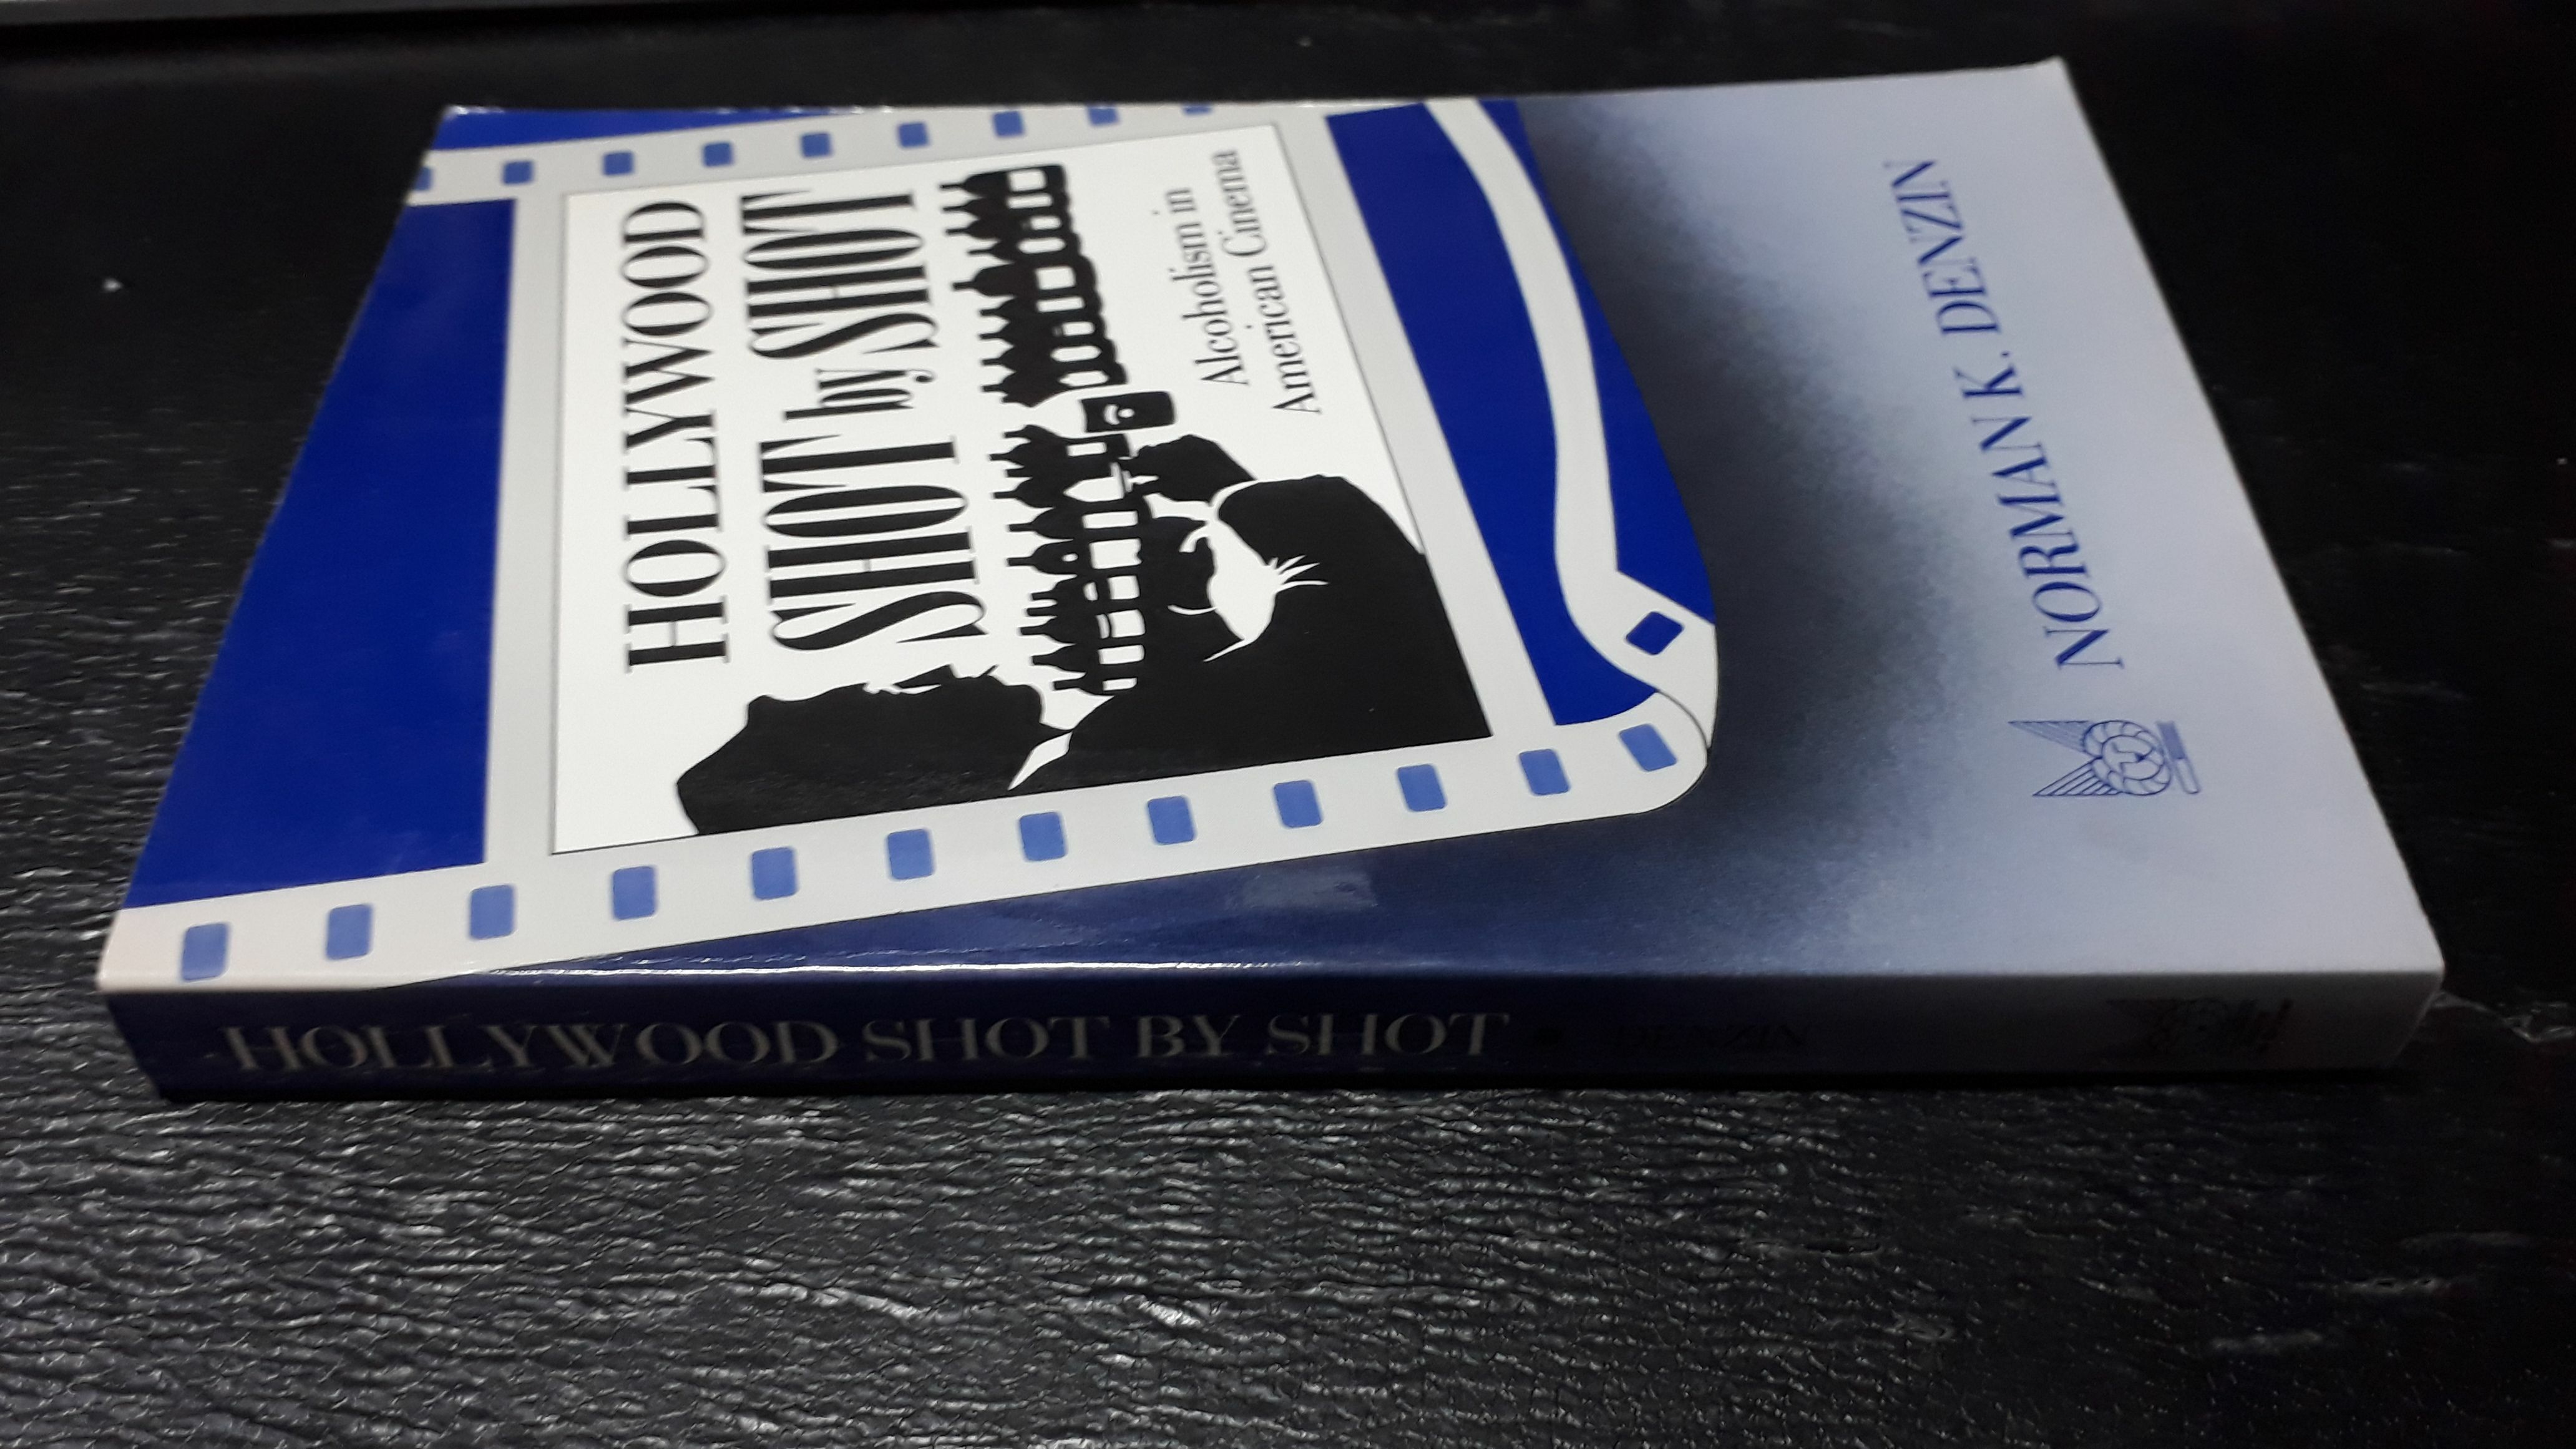 HOLLYWOOD
SHOT by SHOT
Alcoholism in
American Cinema
NORMAN K. DENZIN
HOLLYWOOD SHOT BY SHOT • DENZIN